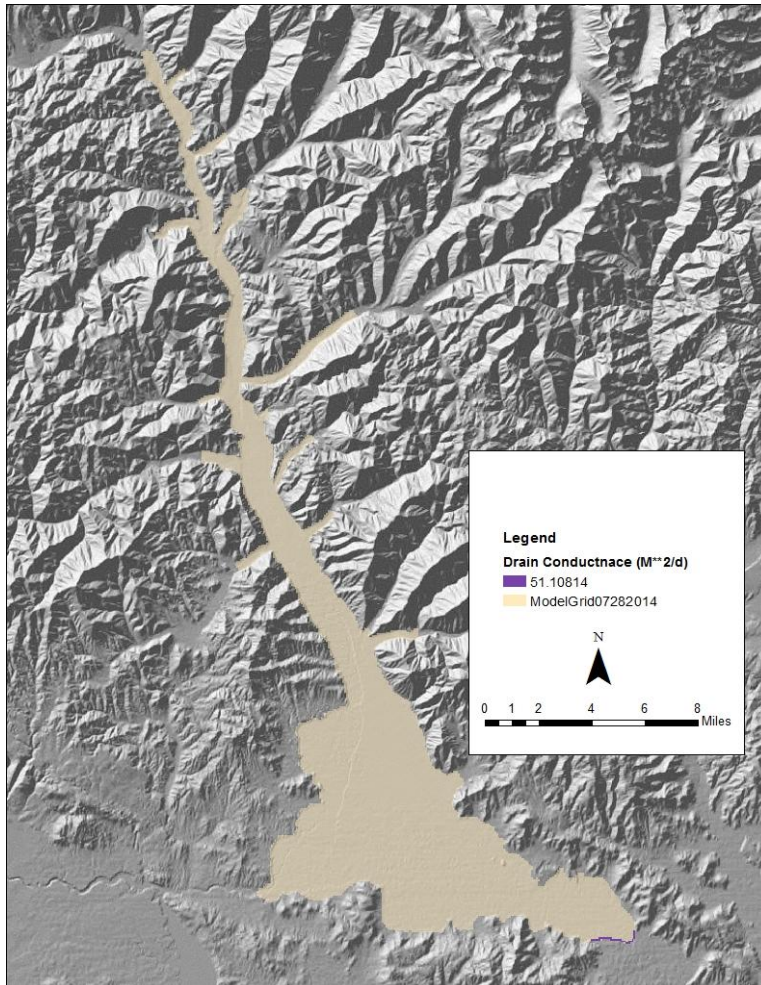 Legend
Drain Conductnace (M**2/d)
51.10814
ModelGrid07282014
N
0 1 2 4 6 8
Miles